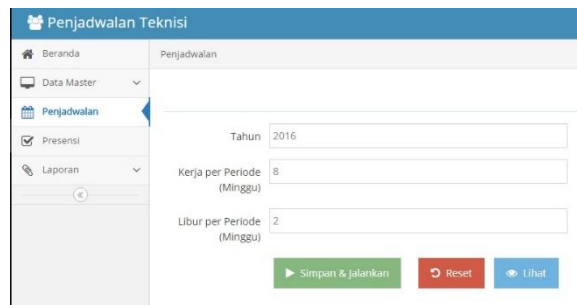 Penjadwalan Teknisi
Beranda
Penjadwalan
Data Master
Penjadwalan
Presensi
Laporan
Tahun 2016
Kerja per Periode 8
(Minggu)
Libur per Periode 2
(Minggu)
Simpan & Jalankan Reset Lihat